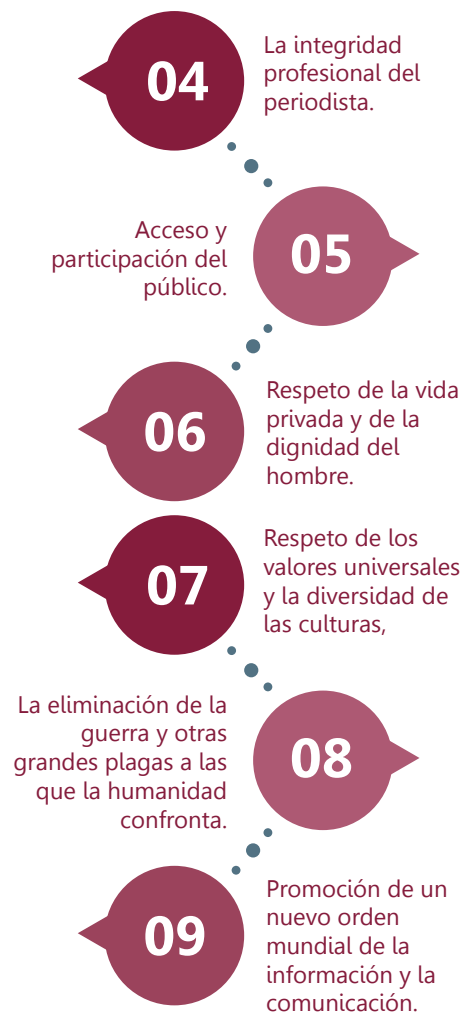 04
La integridad
profesional del
periodista.
Acceso y
participación del
público.
05
06
Respeto de la vida
privada y de la
dignidad del
hombre.
07
Respeto de los
valores universales
y la diversidad de
las culturas,
La eliminación de la
guerra y otras
grandes plagas a las
que la humanidad
confronta.
08
09
Promoción de un
nuevo orden
mundial de la
información y la
comunicación.